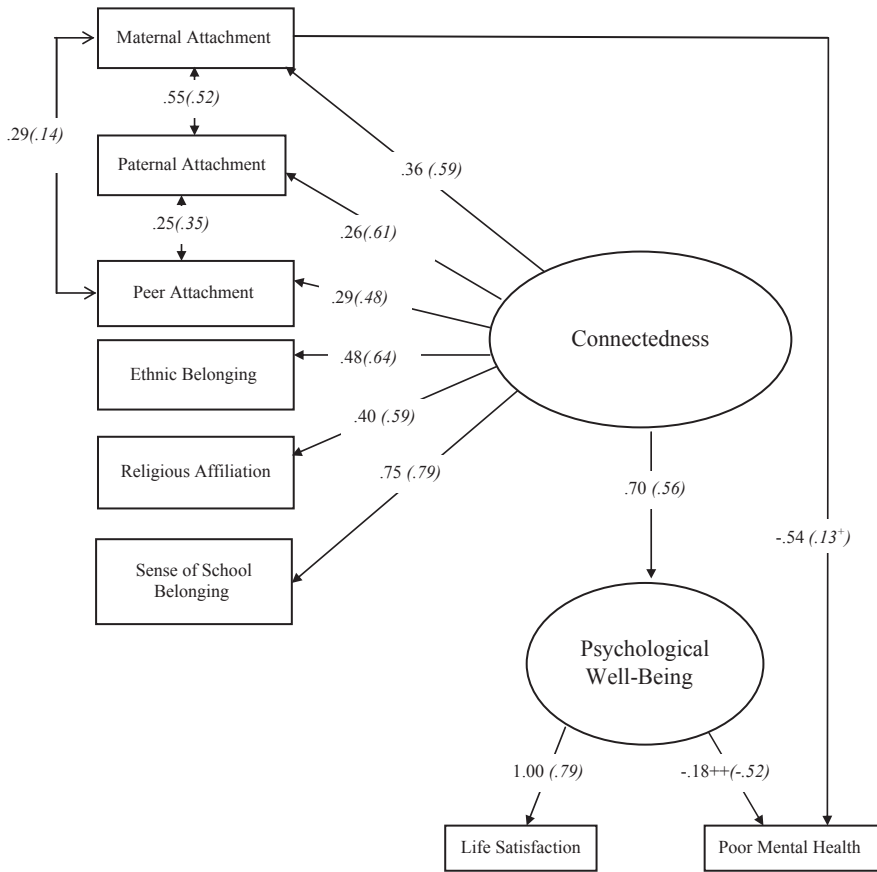 Maternal Attachment
.55(.52)
.29(.14)
Paternal Attachment
.36 (.59)
.25(.35)
.26(.61)
Peer Attachment
.29(.48)
Connectedness
.48(.64)
Ethnic Belonging
.40 (.59)
Religious Affiliation
.75 (.79)
.70 (.56)
-.54 (.13⁺)
Sense of School
Belonging
Psychological
Well-Being
1.00 (.79)
-.18++(-.52)
Life Satisfaction
Poor Mental Health